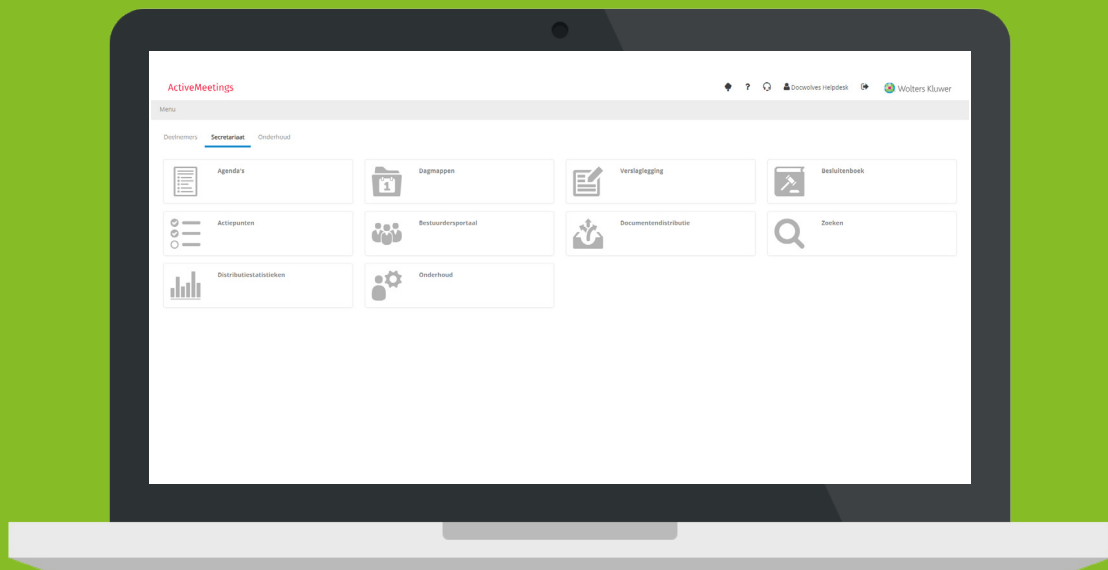 ActiveMeetings
? Docwolves Helpdesk Wolters Kluwer
Menu
Deelnemers Secretariaat Onderhoud
Agenda's Dagmappen Verslaglegging Besluitenboek
1
Actiepunten Bestuurdersportaal Documentendistributie Zoeken
Distributiestatistieken Onderhoud